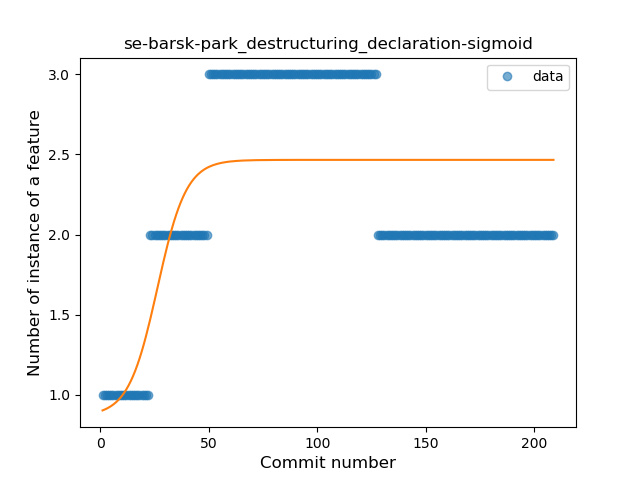 se-barsk-park_destructuring_declaration-sigmoid
data
Number of instance of a feature
3.0
2.5
2.0
1.5
1.0
0
50
100
150
200
Commit number